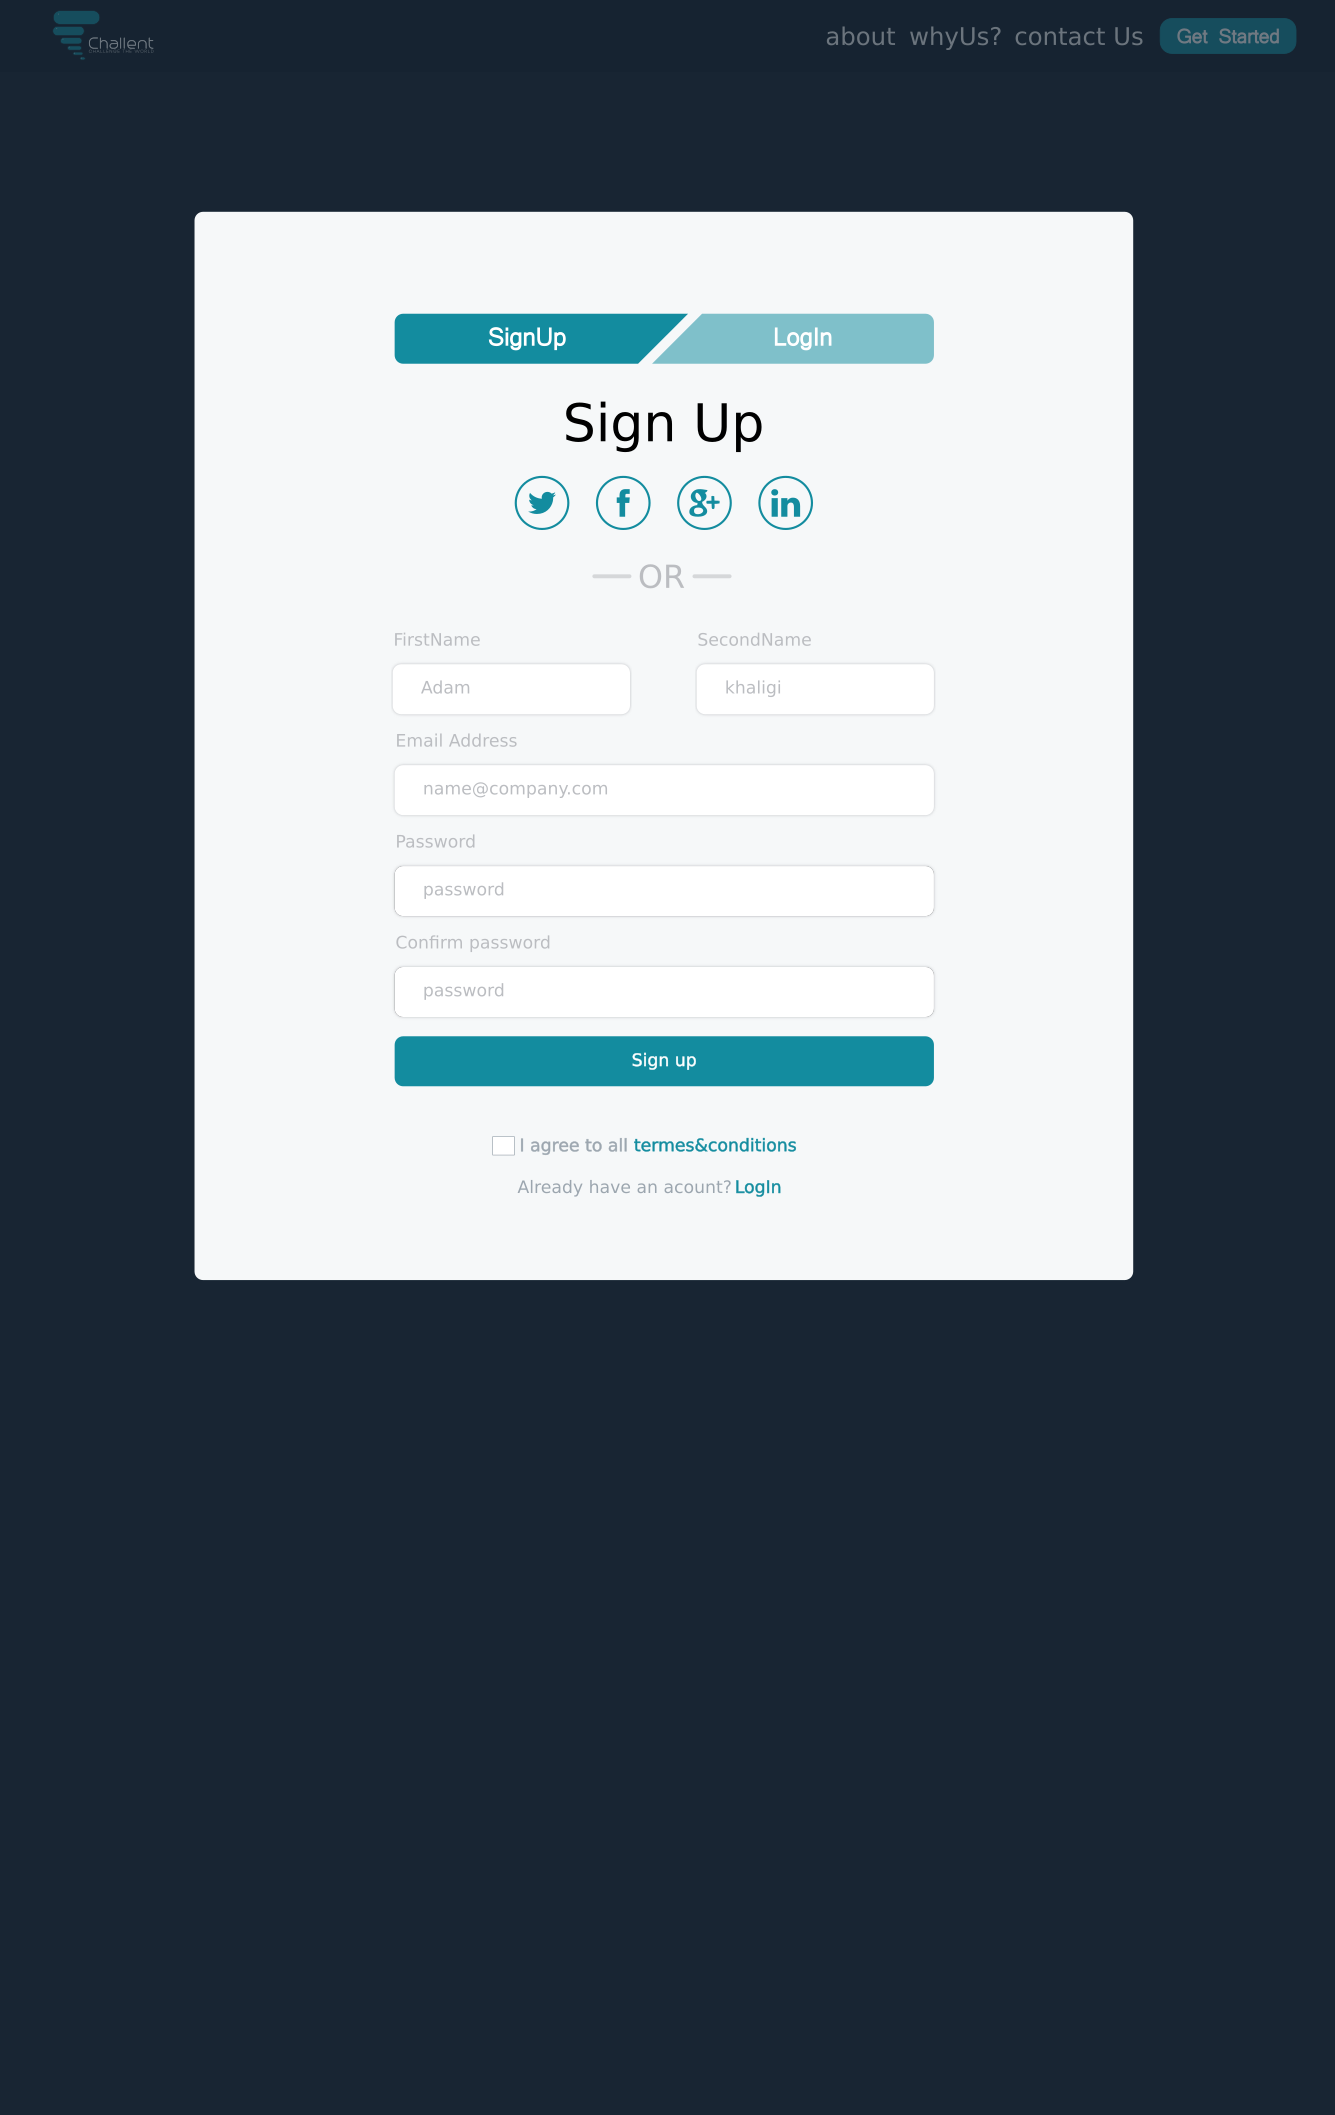 Challent
about whyUs? contact Us Get Started
SignUp LogIn
Sign Up
OR
FirstName SecondName
Adam khaligi
Email Address
name@company.com
Password
password
Confirm password
password
Sign up
I agree to all termes&conditions
Already have an acount? LogIn